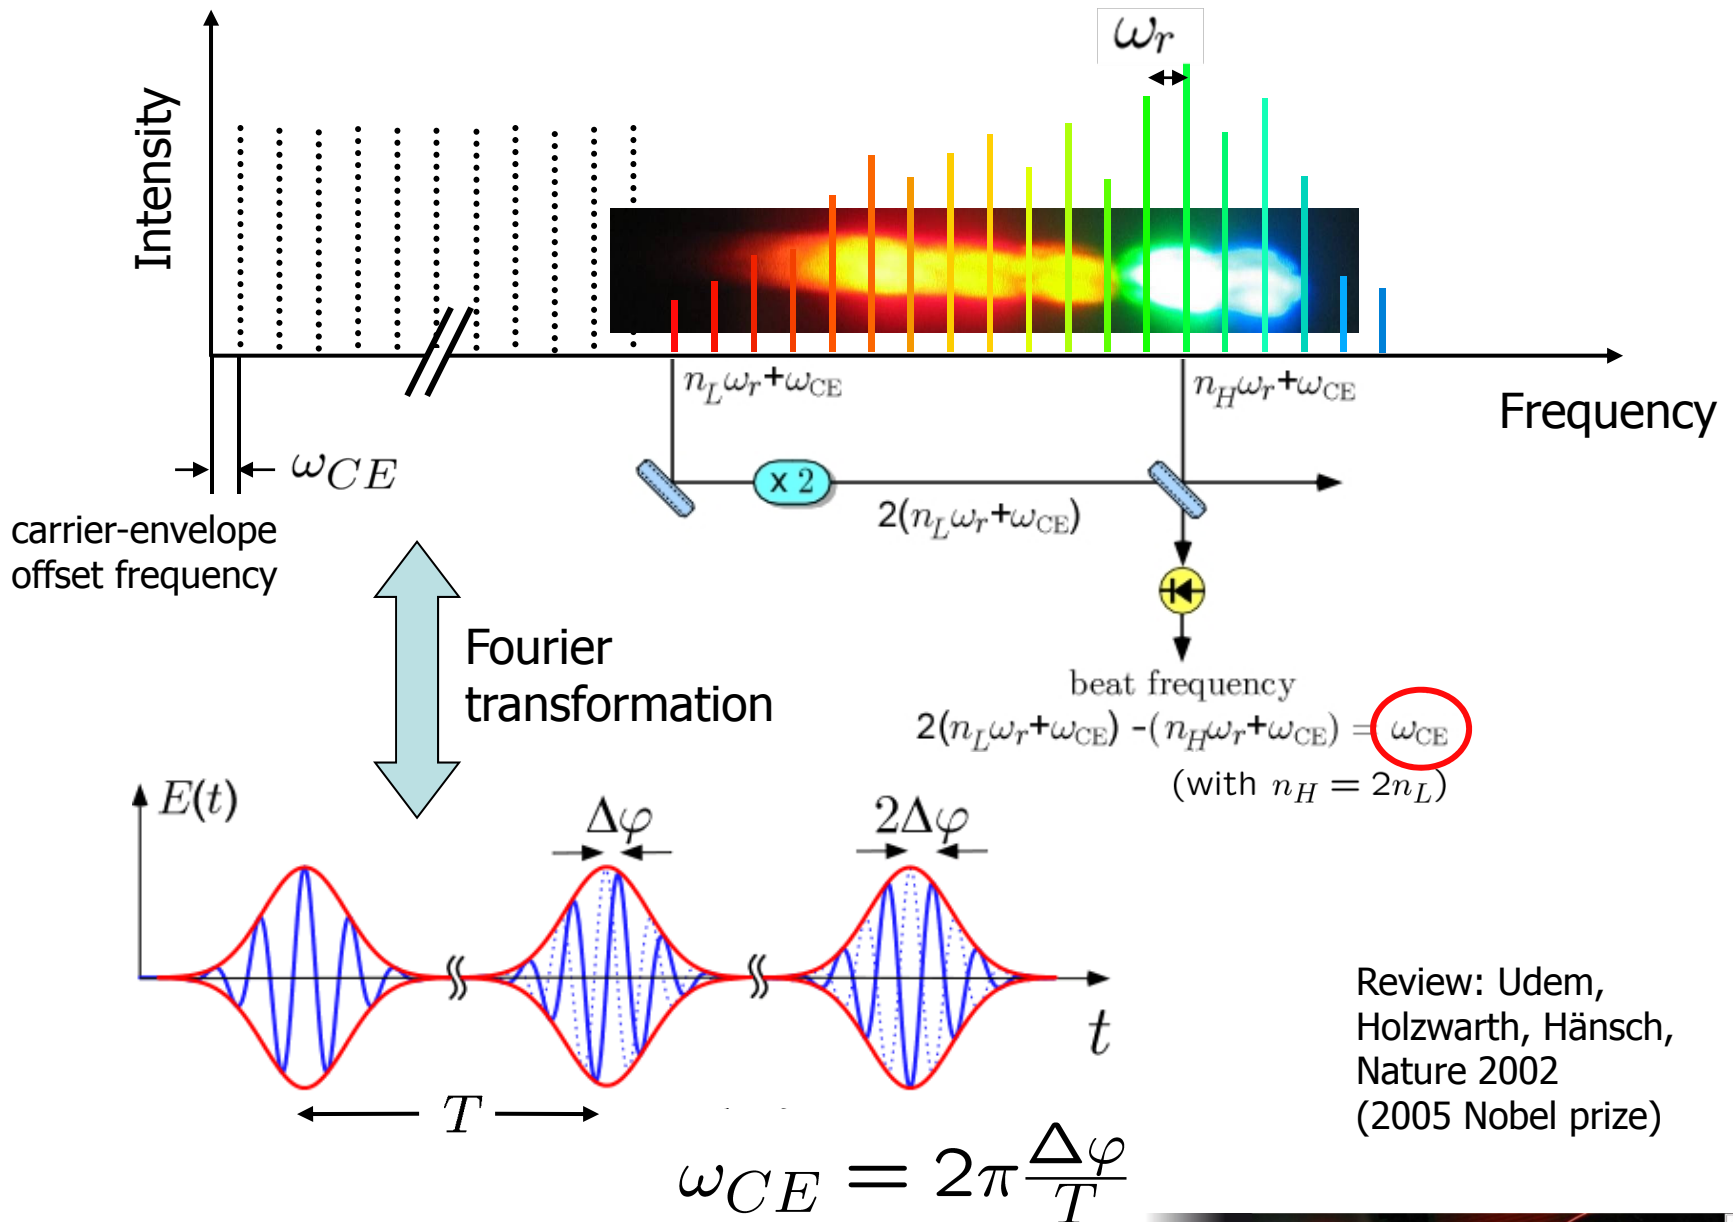 ω_r
Intensity
n_L ω_r+ω_CE
n_H ω_r+ω_CE
Frequency
ω_CE
x 2
2(n_L ω_r+ω_CE)
carrier-envelope
offset frequency
Fourier
transformation
beat frequency
2(n_L ω_r+ω_CE) -(n_H ω_r+ω_CE) = ω_CE
(with n_H = 2n_L)
E(t)
Δφ
2Δφ
t
T
Review: Udem,
Holzwarth, Hänsch,
Nature 2002
(2005 Nobel prize)
ω_CE = 2π Δφ/T